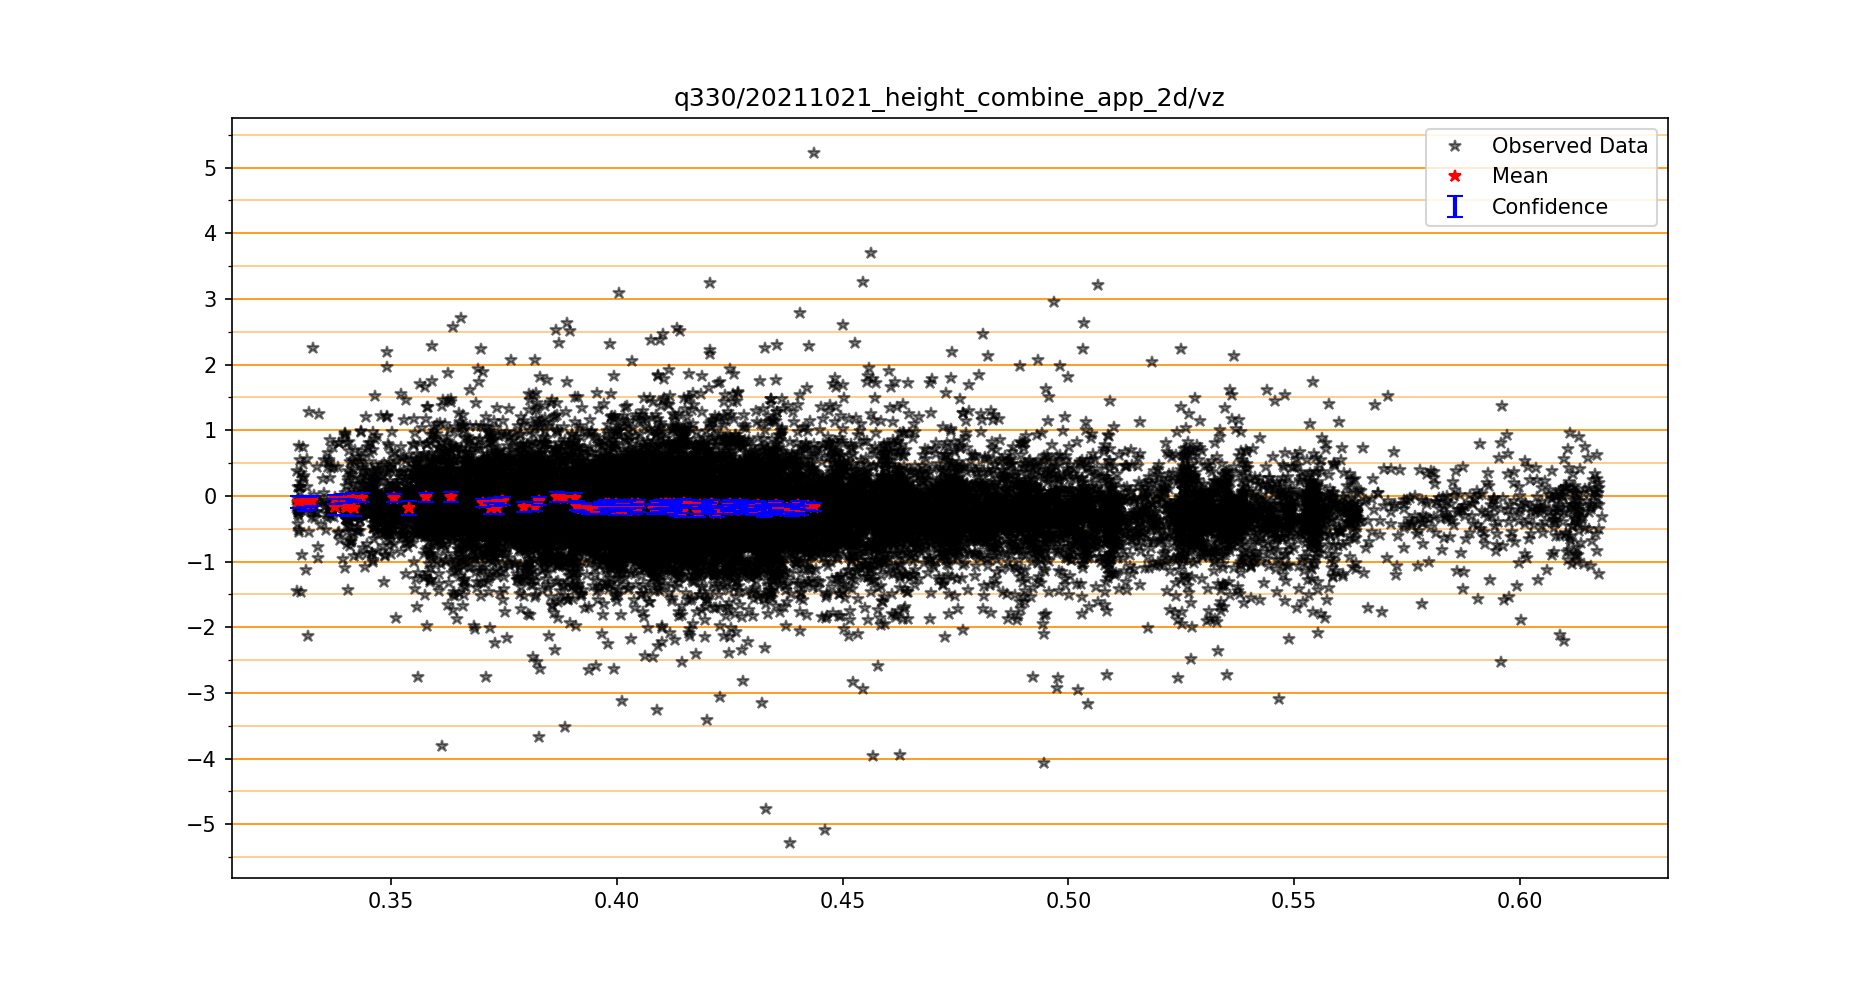 q330/20211021_height_combine_app_2d/vz
Observed Data
Mean
Confidence
5
4
3
2
1
0
−1
−2
−3
−4
−5
0.35 0.40 0.45 0.50 0.55 0.60